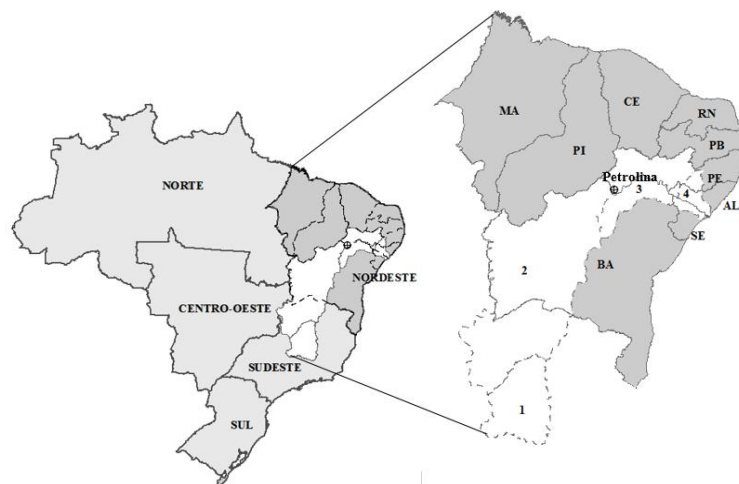 NORTE
NORDESTE
CENTRO-OESTE
SUDESTE
SUL
MA
CE
RN
PI
PB
Petrolina
PE
3
4
AL
SE
BA
2
1